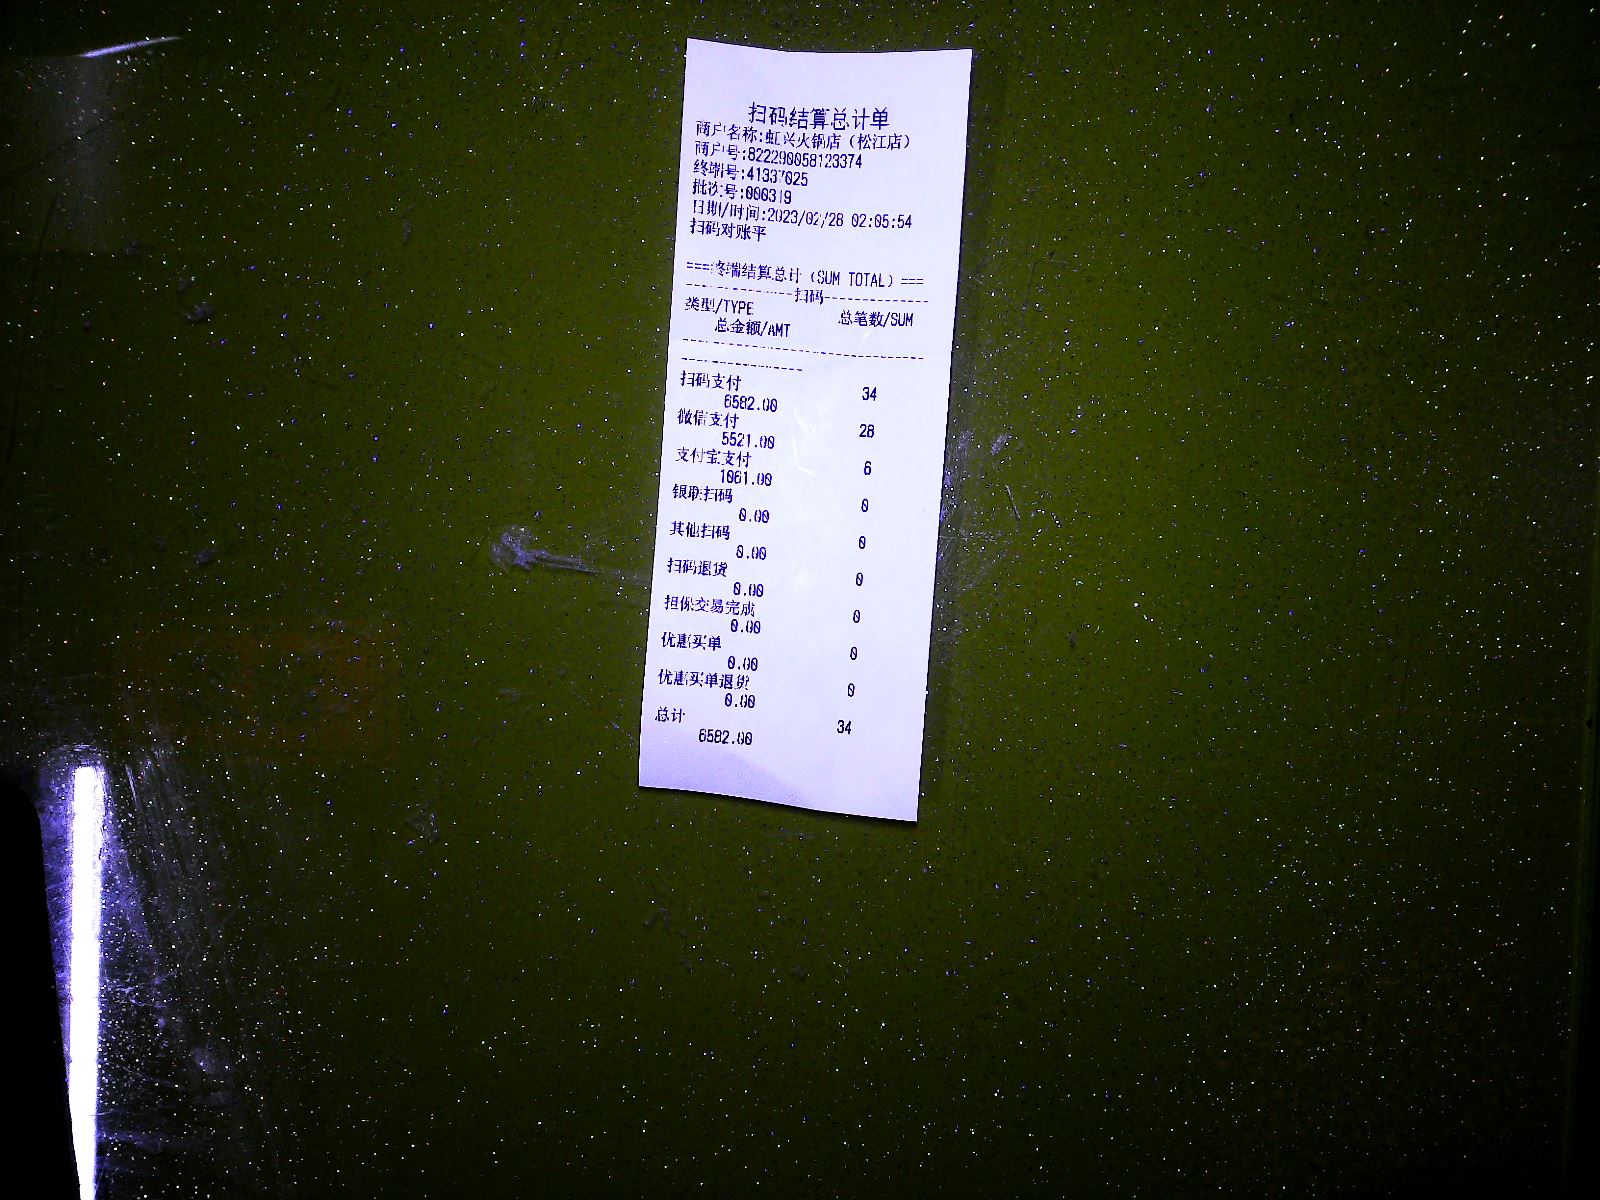 扫码结算总计单
商户名称:虹兴火锅店（松江店）
商户号:822290058123374
终端号:41337025
批次号:000319
日期/时间:2023/02/28 02:05:54
扫码对账平
===终端结算总计（SUM TOTAL）===
----------------扫码----------------
类型/TYPE 总笔数/SUM
总金额/AMT
扫码支付 34
6582.00
微信支付 28
5521.00
支付宝支付 6
1061.00
银联扫码 0
0.00
其他扫码 0
0.00
扫码退货 0
0.00
担保交易完成 0
0.00
优惠买单 0
0.00
优惠买单退货 0
0.00
总计 34
6582.00